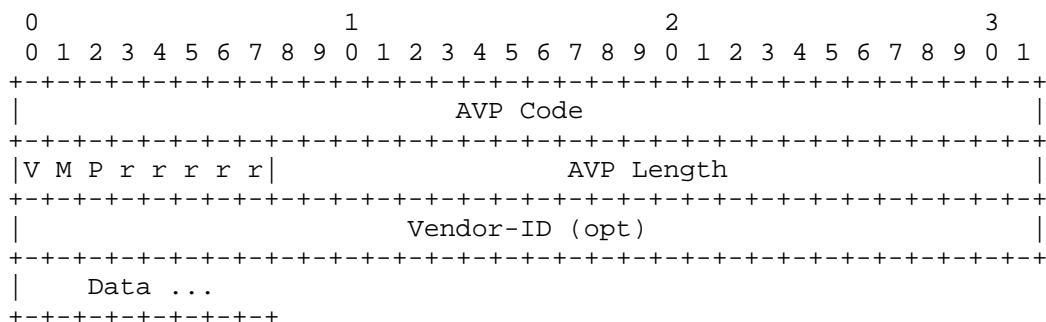 0                   1                   2                   3
 0 1 2 3 4 5 6 7 8 9 0 1 2 3 4 5 6 7 8 9 0 1 2 3 4 5 6 7 8 9 0 1
+-+-+-+-+-+-+-+-+-+-+-+-+-+-+-+-+-+-+-+-+-+-+-+-+-+-+-+-+-+-+-+-+
|                           AVP Code                            |
+-+-+-+-+-+-+-+-+-+-+-+-+-+-+-+-+-+-+-+-+-+-+-+-+-+-+-+-+-+-+-+-+
|V M P r r r r r|                  AVP Length                   |
+-+-+-+-+-+-+-+-+-+-+-+-+-+-+-+-+-+-+-+-+-+-+-+-+-+-+-+-+-+-+-+-+
|                        Vendor-ID (opt)                        |
+-+-+-+-+-+-+-+-+-+-+-+-+-+-+-+-+-+-+-+-+-+-+-+-+-+-+-+-+-+-+-+-+
|    Data ...
+-+-+-+-+-+-+-+-+